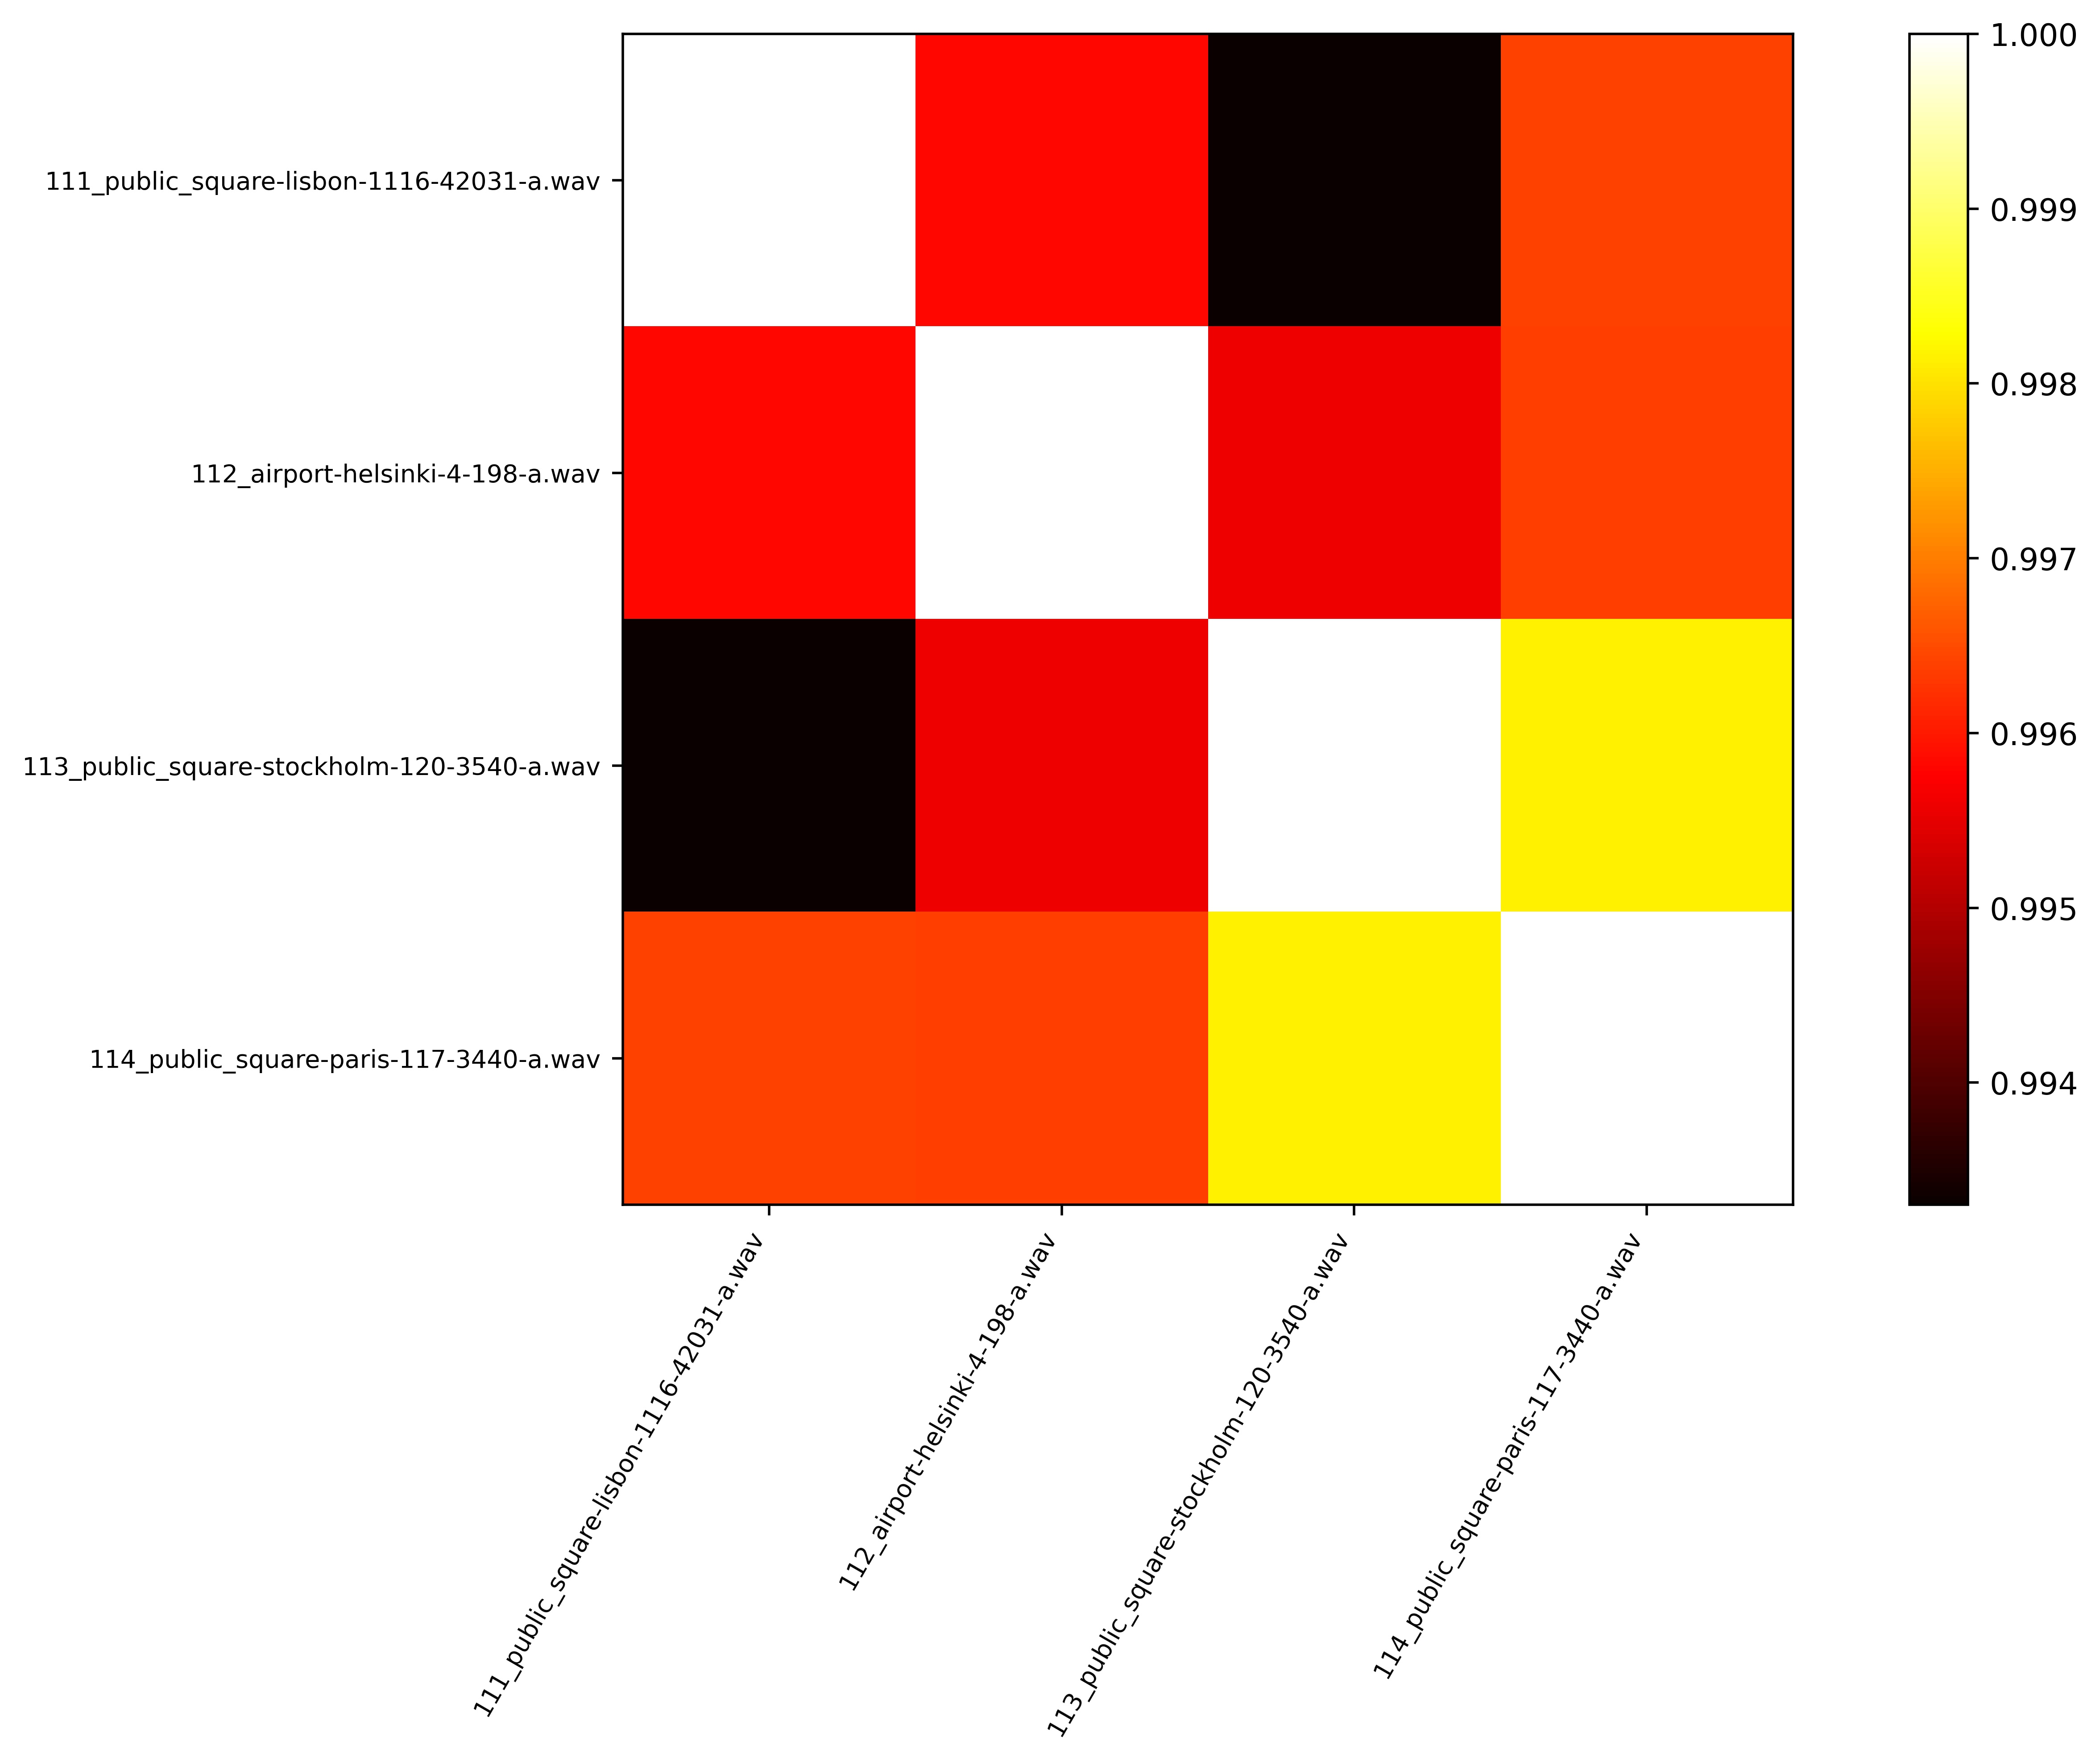 111_public_square-lisbon-1116-42031-a.wav
112_airport-helsinki-4-198-a.wav
113_public_square-stockholm-120-3540-a.wav
114_public_square-paris-117-3440-a.wav
111_public_square-lisbon-1116-42031-a.wav
112_airport-helsinki-4-198-a.wav
113_public_square-stockholm-120-3540-a.wav
114_public_square-paris-117-3440-a.wav
1.000
0.999
0.998
0.997
0.996
0.995
0.994